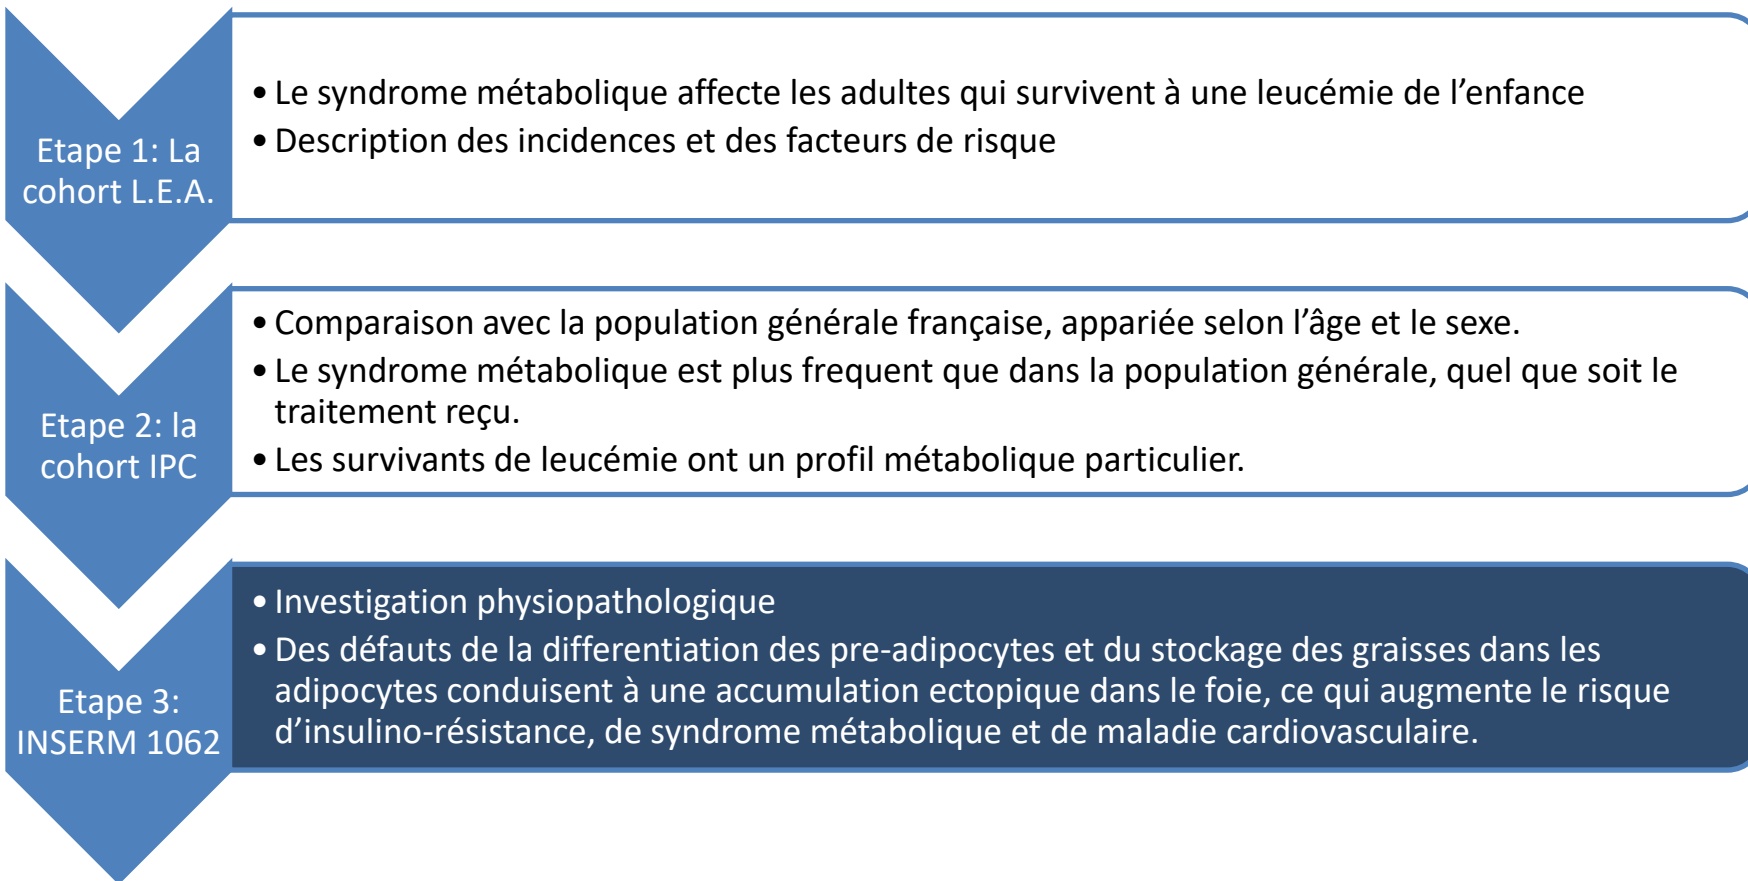 Etape 1: La
cohort L.E.A.
• Le syndrome métabolique affecte les adultes qui survivent à une leucémie de l’enfance
• Description des incidences et des facteurs de risque
Etape 2: la
cohort IPC
• Comparaison avec la population générale française, appariée selon l’âge et le sexe.
• Le syndrome métabolique est plus frequent que dans la population générale, quel que soit le
traitement reçu.
• Les survivants de leucémie ont un profil métabolique particulier.
Etape 3:
INSERM 1062
• Investigation physiopathologique
• Des défauts de la differentiation des pre-adipocytes et du stockage des graisses dans les
adipocytes conduisent à une accumulation ectopique dans le foie, ce qui augmente le risque
d’insulino-résistance, de syndrome métabolique et de maladie cardiovasculaire.